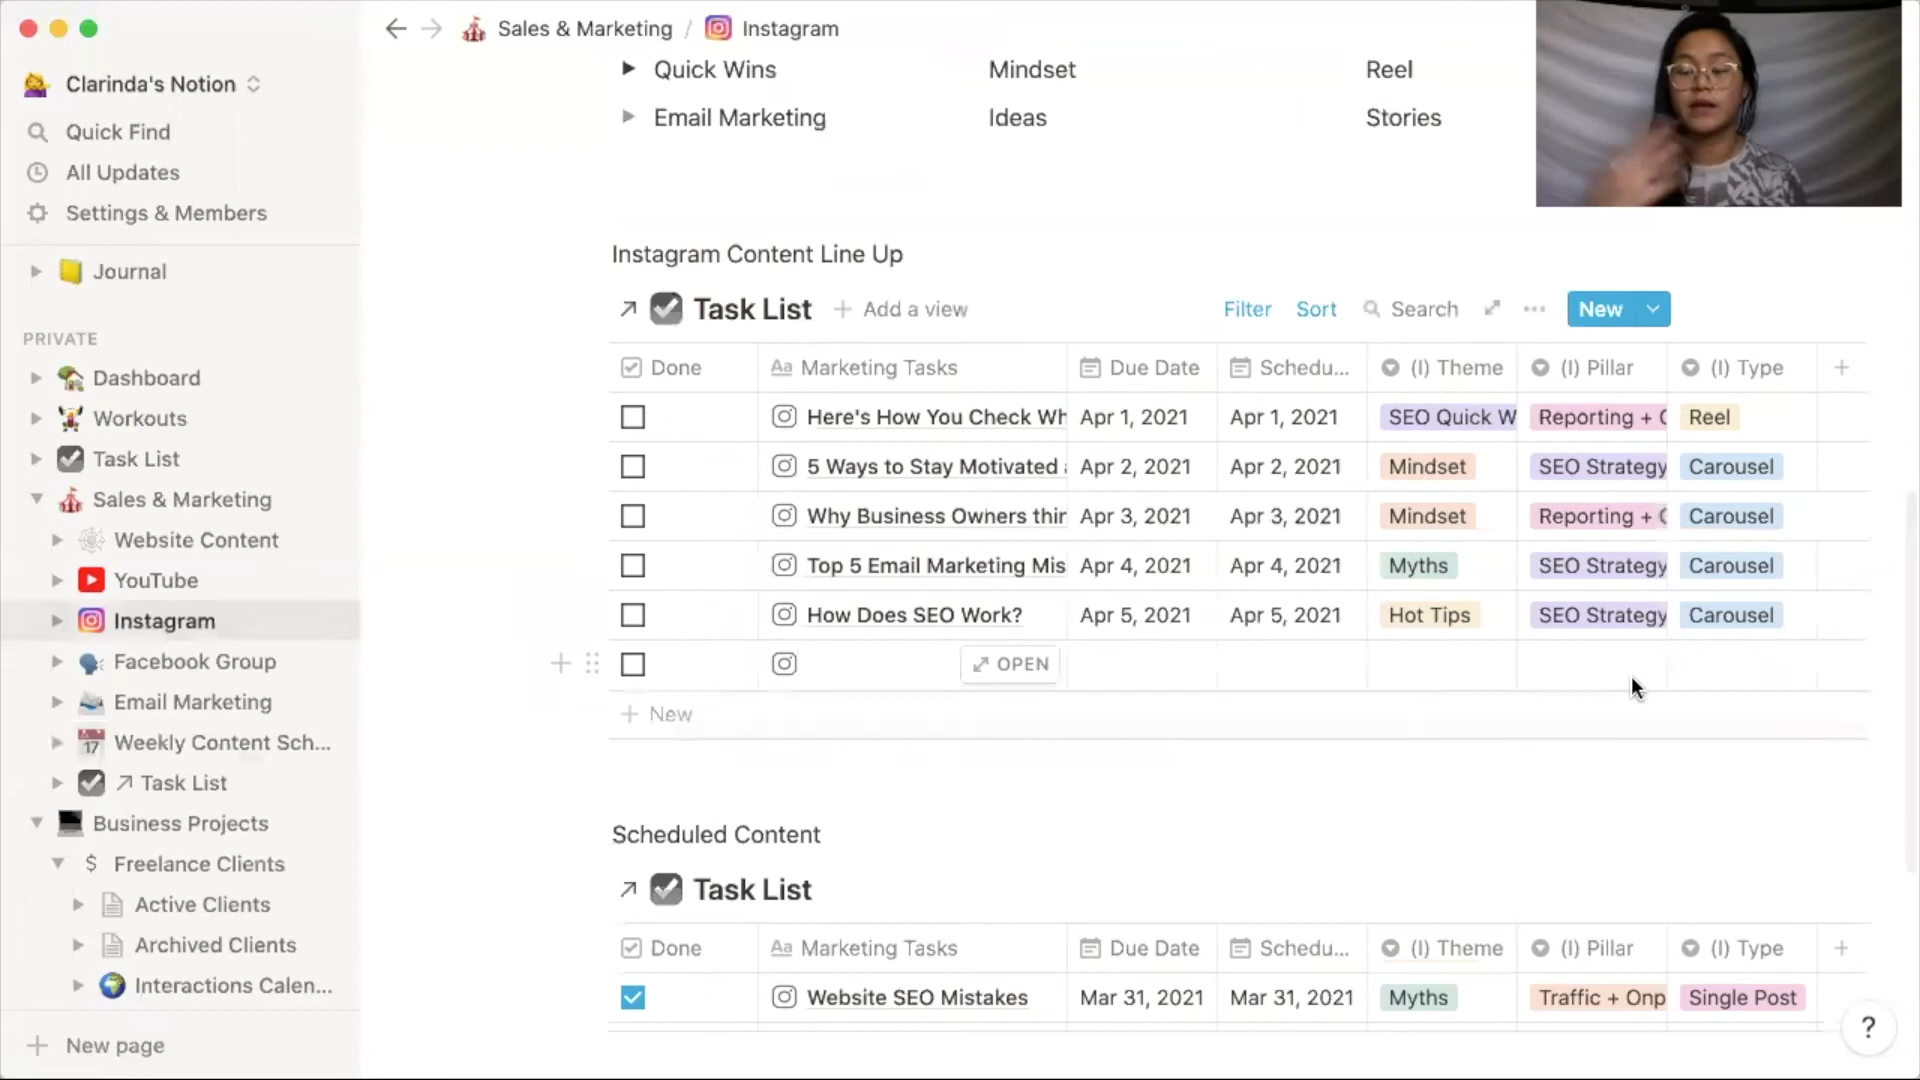 Sales & Marketing / Instagram
Clarinda's Notion
Quick Find
All Updates
Settings & Members
Journal
PRIVATE
Dashboard
Workouts
Task List
Sales & Marketing
Website Content
YouTube
Instagram
Facebook Group
Email Marketing
17 Weekly Content Sch...
Task List
Business Projects
$ Freelance Clients
Active Clients
Archived Clients
Interactions Calen...
New page
Quick Wins Mindset Reel
Email Marketing Ideas Stories
Instagram Content Line Up
Task List + Add a view Filter Sort Search ... New
Done Aa Marketing Tasks Due Date Schedu... (I) Theme (I) Pillar (I) Type +
Here's How You Check Wh Apr 1, 2021 Apr 1, 2021 SEO Quick W Reporting + Reel
5 Ways to Stay Motivated Apr 2, 2021 Apr 2, 2021 Mindset SEO Strategy Carousel
Why Business Owners thin Apr 3, 2021 Apr 3, 2021 Mindset Reporting + Carousel
Top 5 Email Marketing Mis Apr 4, 2021 Apr 4, 2021 Myths SEO Strategy Carousel
How Does SEO Work? Apr 5, 2021 Apr 5, 2021 Hot Tips SEO Strategy Carousel
OPEN
+ New
Scheduled Content
Task List
Done Aa Marketing Tasks Due Date Schedu... (I) Theme (I) Pillar (I) Type +
Website SEO Mistakes Mar 31, 2021 Mar 31, 2021 Myths Traffic + Onp Single Post
?